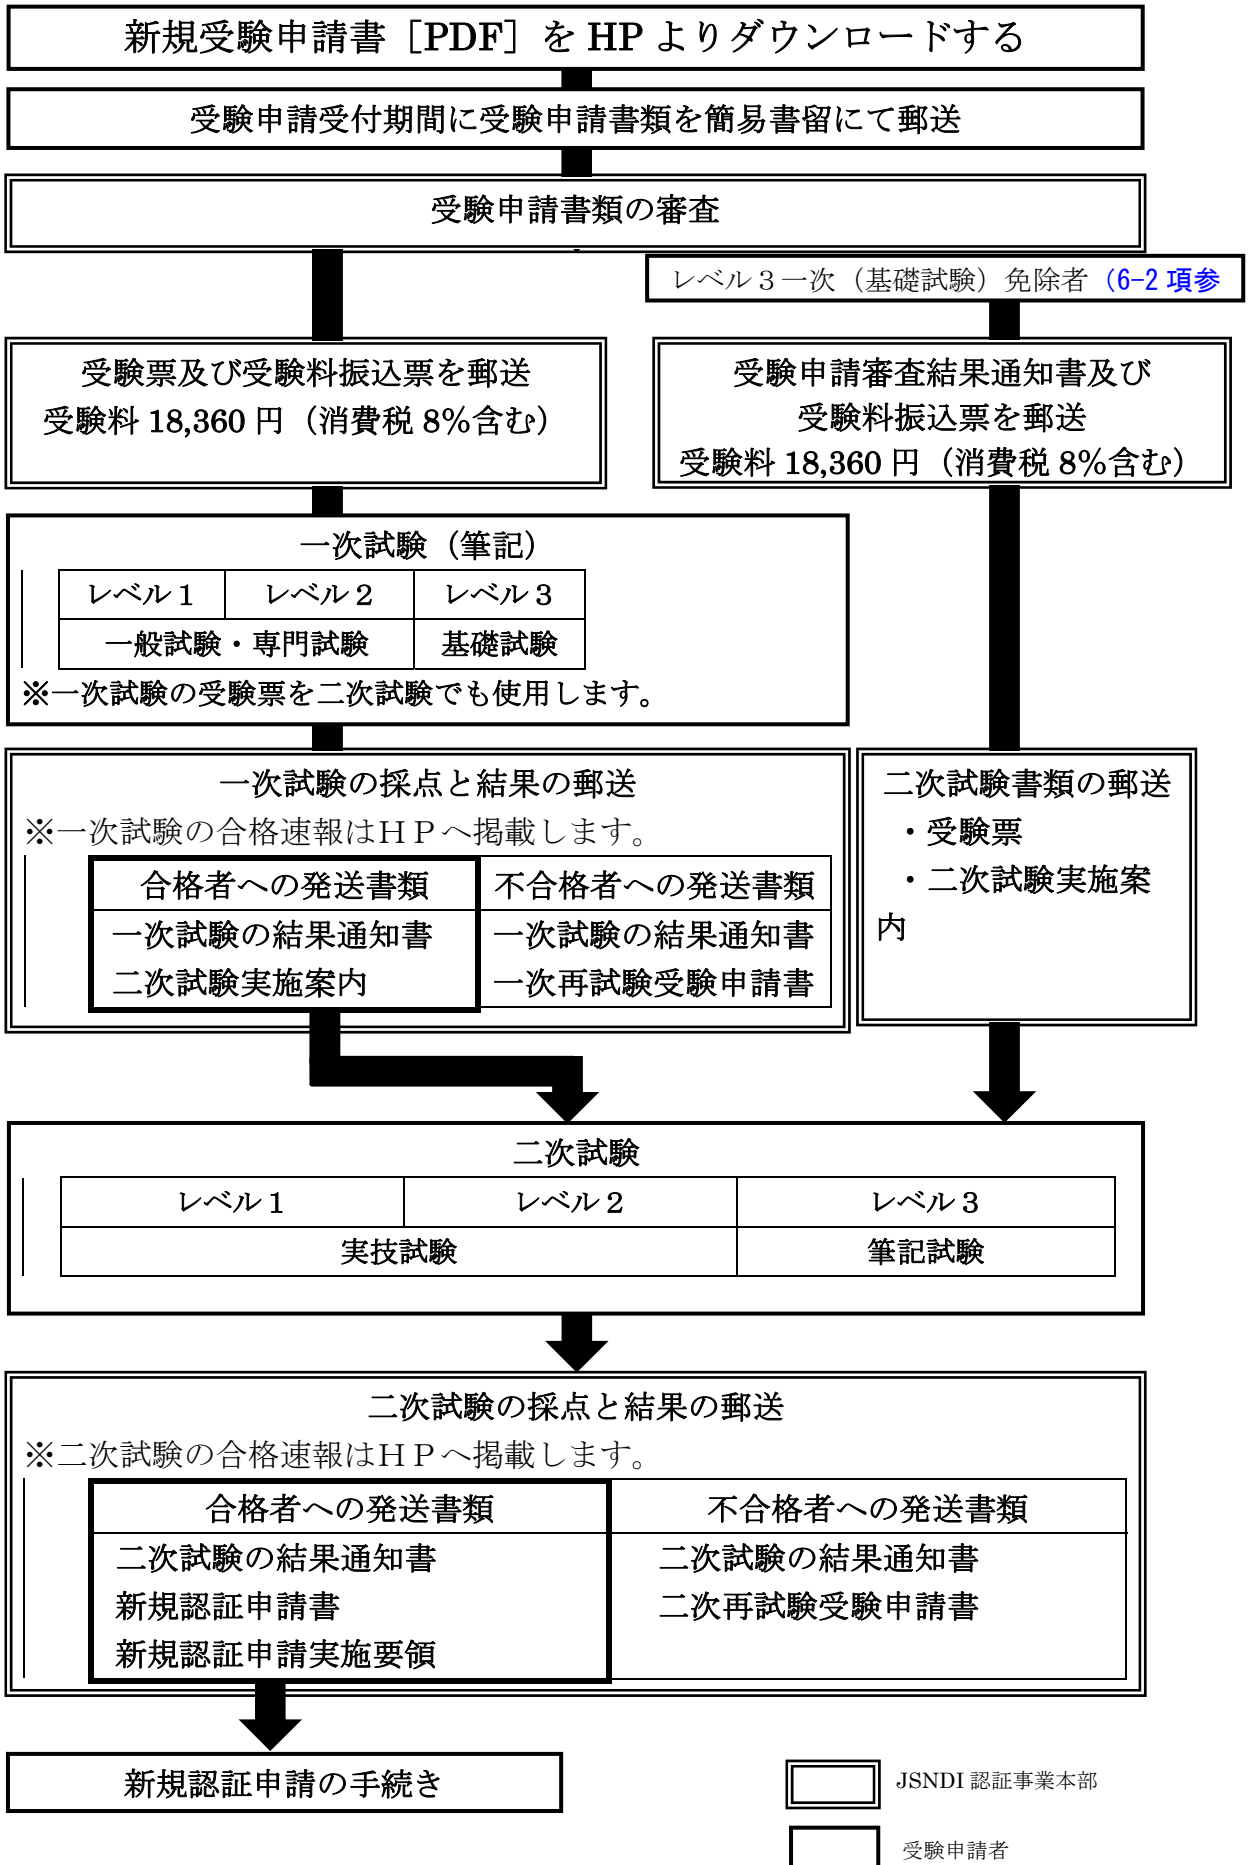 新規受験申請書［PDF］を HP よりダウンロードする
受験申請受付期間に受験申請書類を簡易書留にて郵送
受験申請書類の審査
レベル３一次（基礎試験）免除者（6-2 項参
受験票及び受験料振込票を郵送
受験料 18,360 円（消費税 8%含む）
受験申請審査結果通知書及び
受験料振込票を郵送
受験料 18,360 円（消費税 8%含む）
一次試験（筆記）
レベル１ レベル２ レベル３
一般試験・専門試験 基礎試験
※一次試験の受験票を二次試験でも使用します。
一次試験の採点と結果の郵送
※一次試験の合格速報はＨＰへ掲載します。
合格者への発送書類 不合格者への発送書類
一次試験の結果通知書 一次試験の結果通知書
二次試験実施案内 一次再試験受験申請書
二次試験書類の郵送
・受験票
・二次試験実施案
内
二次試験
レベル１ レベル２ レベル３
実技試験 筆記試験
二次試験の採点と結果の郵送
※二次試験の合格速報はＨＰへ掲載します。
合格者への発送書類 不合格者への発送書類
二次試験の結果通知書 二次試験の結果通知書
新規認証申請書 二次再試験受験申請書
新規認証申請実施要領
新規認証申請の手続き
JSNDI 認証事業本部
受験申請者